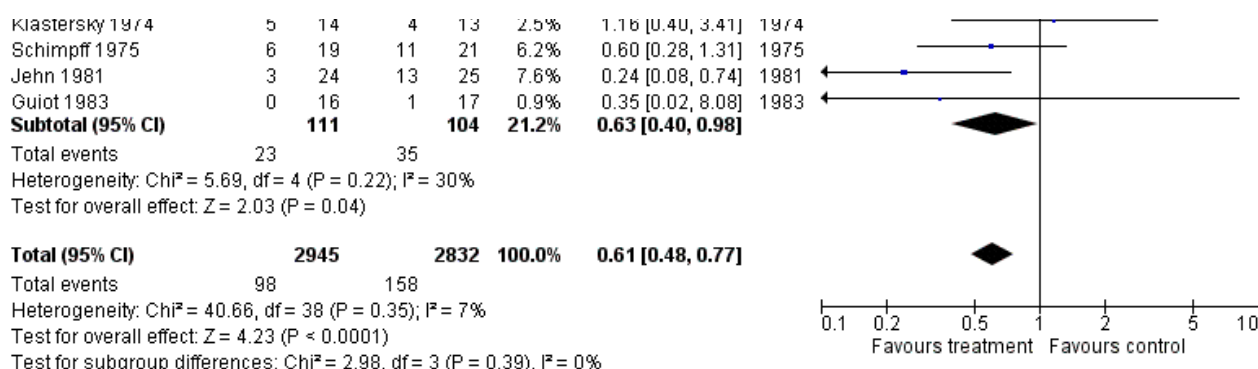 Klastersky 1974 5 14 4 13 2.5% 1.16 [0.40, 3.41] 1974
Schimpff 1975 6 19 11 21 6.2% 0.60 [0.28, 1.31] 1975
Jehn 1981 3 24 13 25 7.6% 0.24 [0.08, 0.74] 1981
Guiot 1983 0 16 1 17 0.9% 0.35 [0.02, 8.08] 1983
Subtotal (95% CI) 111 104 21.2% 0.63 [0.40, 0.98]
Total events 23 35
Heterogeneity: Chi² = 5.69, df = 4 (P = 0.22); I² = 30%
Test for overall effect: Z = 2.03 (P = 0.04)
Total (95% CI) 2945 2832 100.0% 0.61 [0.48, 0.77]
Total events 98 158
Heterogeneity: Chi² = 40.66, df = 38 (P = 0.35); I² = 7%
Test for overall effect: Z = 4.23 (P < 0.0001)
Test for subgroup differences: Chi² = 2.98, df = 3 (P = 0.39), I² = 0%
0.1 0.2 0.5 1 2 5 10
Favours treatment Favours control